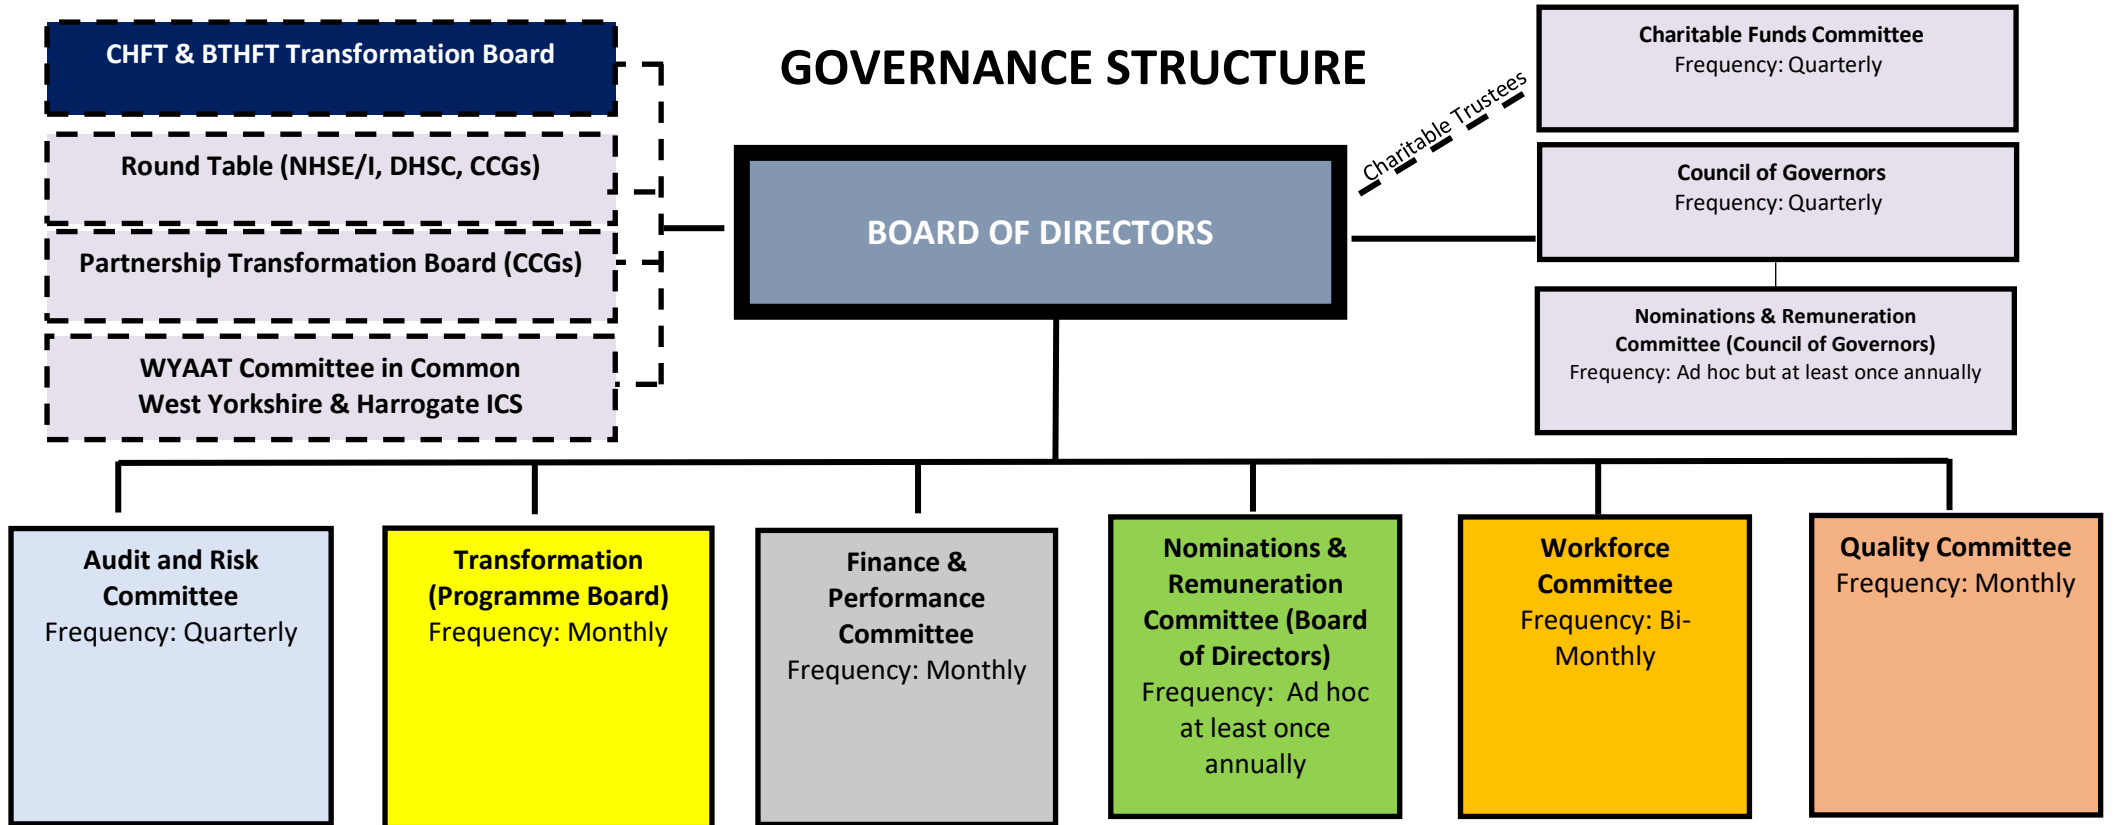 GOVERNANCE STRUCTURE
CHFT & BTHFT Transformation Board
Round Table (NHSE/I, DHSC, CCGs)
Partnership Transformation Board (CCGs)
WYAAT Committee in Common
West Yorkshire & Harrogate ICS
BOARD OF DIRECTORS
Charitable Trustees
Charitable Funds Committee
Frequency: Quarterly
Council of Governors
Frequency: Quarterly
Nominations & Remuneration
Committee (Council of Governors)
Frequency: Ad hoc but at least once annually
Audit and Risk
Committee
Frequency: Quarterly
Transformation
(Programme Board)
Frequency: Monthly
Finance &
Performance
Committee
Frequency: Monthly
Nominations &
Remuneration
Committee (Board
of Directors)
Frequency:  Ad hoc
at least once
annually
Workforce
Committee
Frequency: Bi-
Monthly
Quality Committee
Frequency: Monthly